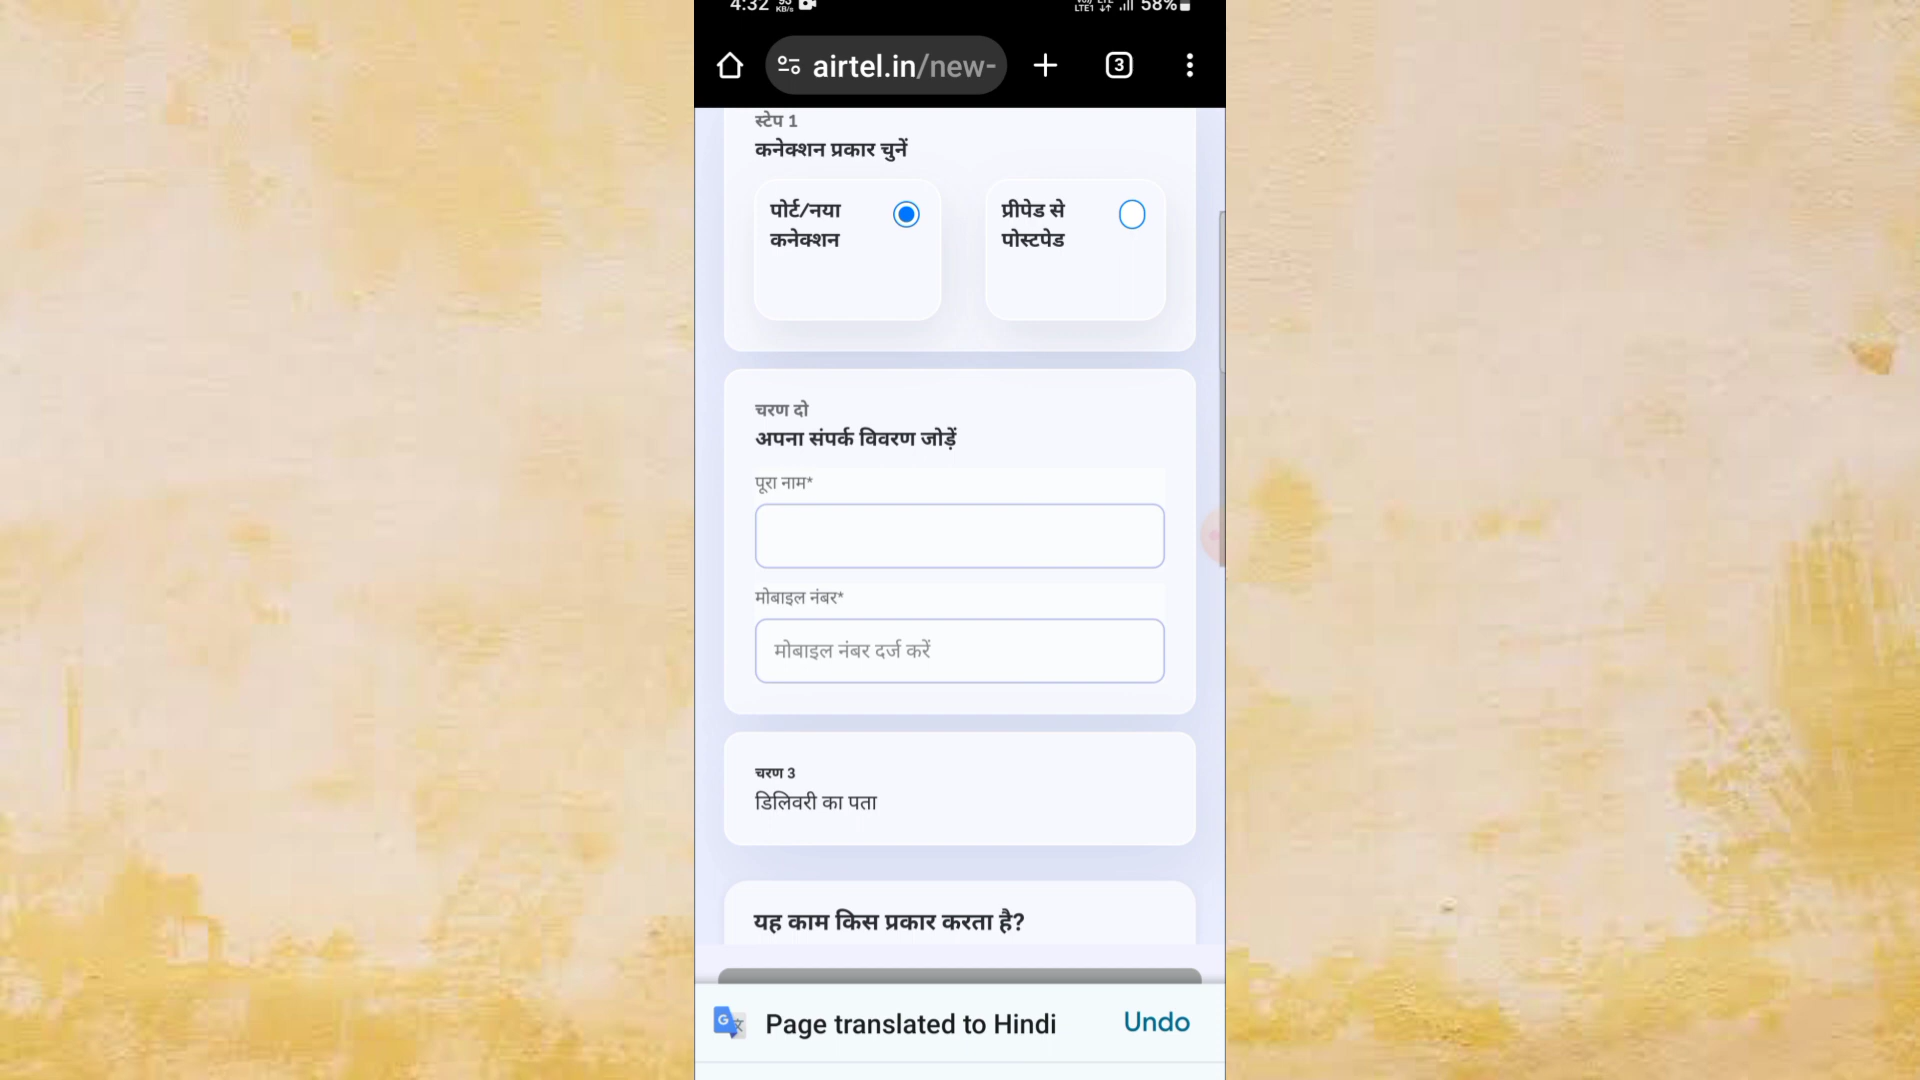 4:32
58%
airtel.in/new-
3
स्टेप 1
कनेक्शन प्रकार चुनें
पोर्ट/नया
कनेक्शन
प्रीपेड से
पोस्टपेड
चरण दो
अपना संपर्क विवरण जोड़ें
पूरा नाम*
मोबाइल नंबर*
मोबाइल नंबर दर्ज करें
चरण 3
डिलिवरी का पता
यह काम किस प्रकार करता है?
Page translated to Hindi
Undo